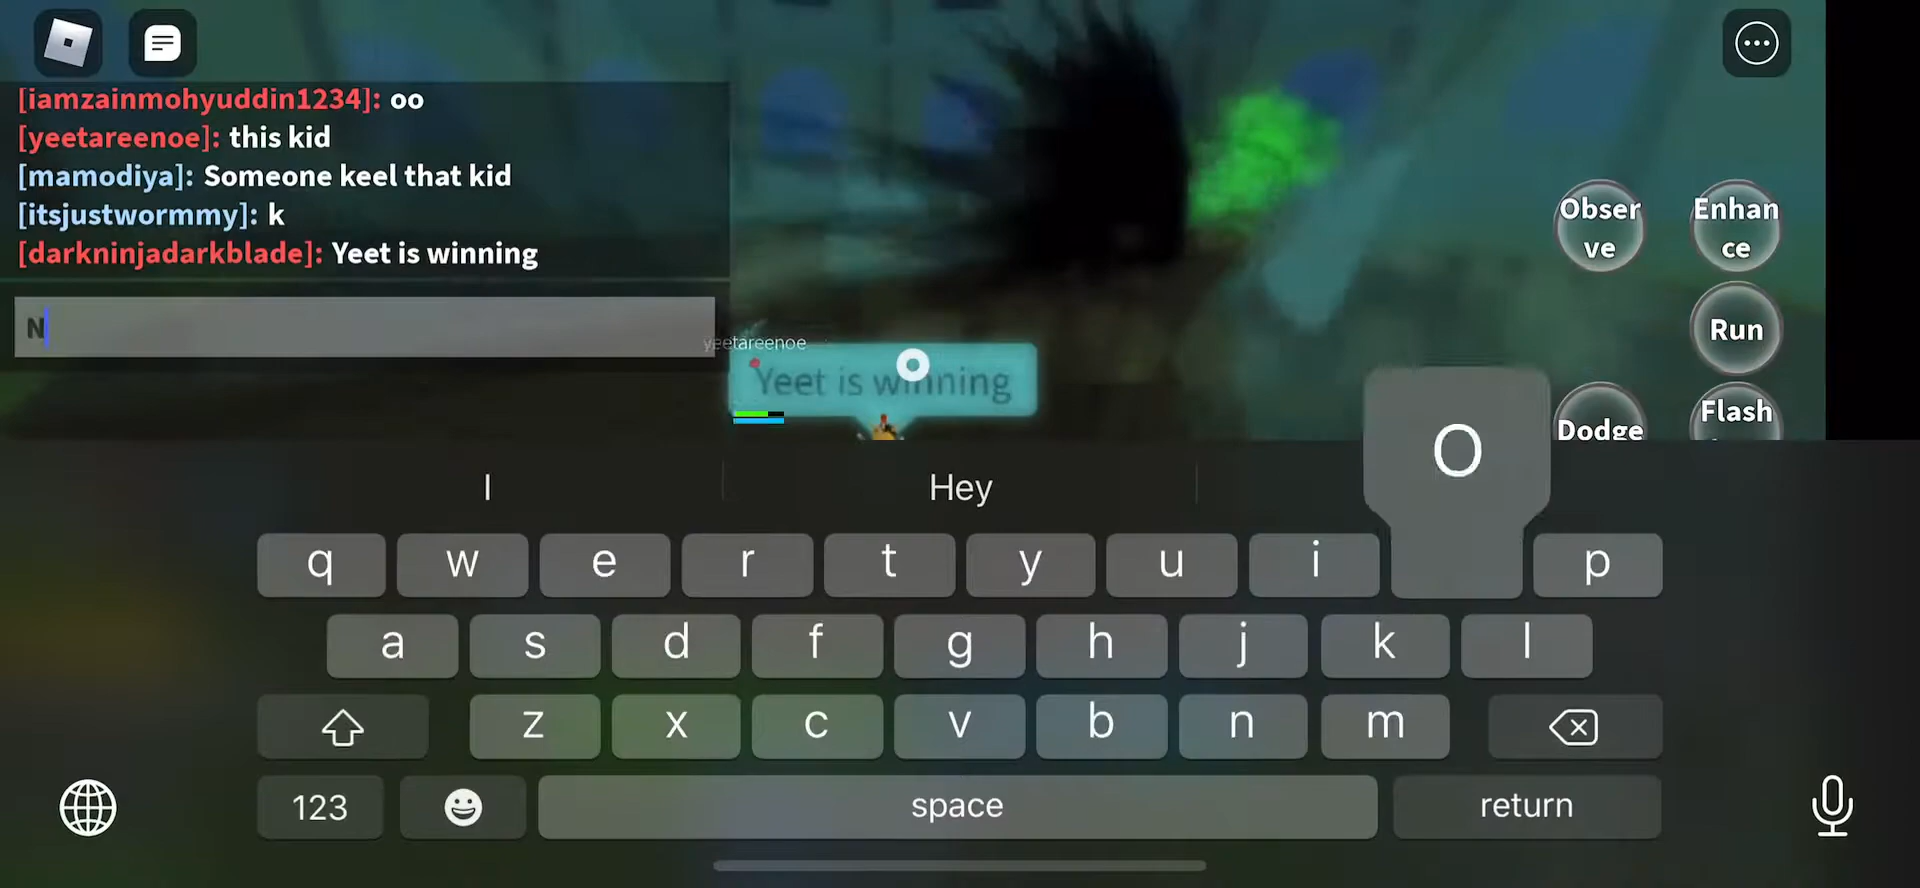 [iamzainmohyuddin1234]: oo
[yeetareenoe]: this kid
[mamodiya]: Someone keel that kid
[itsjustwormmy]: k
[darkninjadarkblade]: Yeet is winning
N
yeetareenoe
Yeet is winning
Obser
ve
Enhan
ce
Run
Dodge
Flash
I
Hey
O
q w e r t y u i p
a s d f g h j k l
z x c v b n m
123
space
return